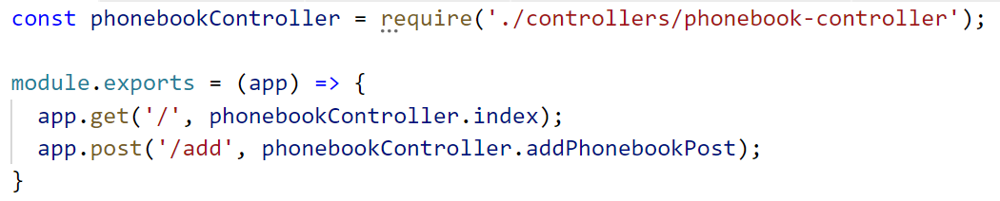 const phonebookController = require('./controllers/phonebook-controller');
module.exports = (app) => {
  app.get('/', phonebookController.index);
  app.post('/add', phonebookController.addPhonebookPost);
}